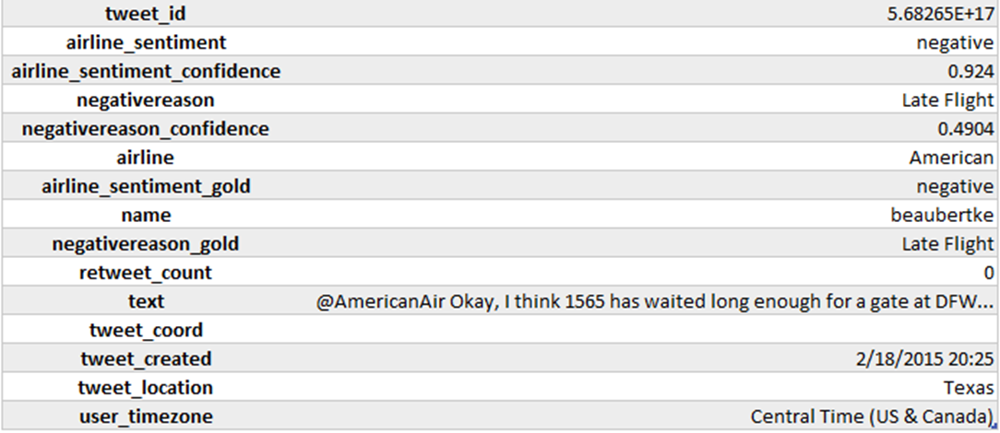 tweet_id 5.68265E+17
airline_sentiment negative
airline_sentiment_confidence 0.924
negativereason Late Flight
negativereason_confidence 0.4904
airline American
airline_sentiment_gold negative
name beaubertke
negativereason_gold Late Flight
retweet_count 0
text @AmericanAir Okay, I think 1565 has waited long enough for a gate at DFW...
tweet_coord
tweet_created 2/18/2015 20:25
tweet_location Texas
user_timezone Central Time (US & Canada)